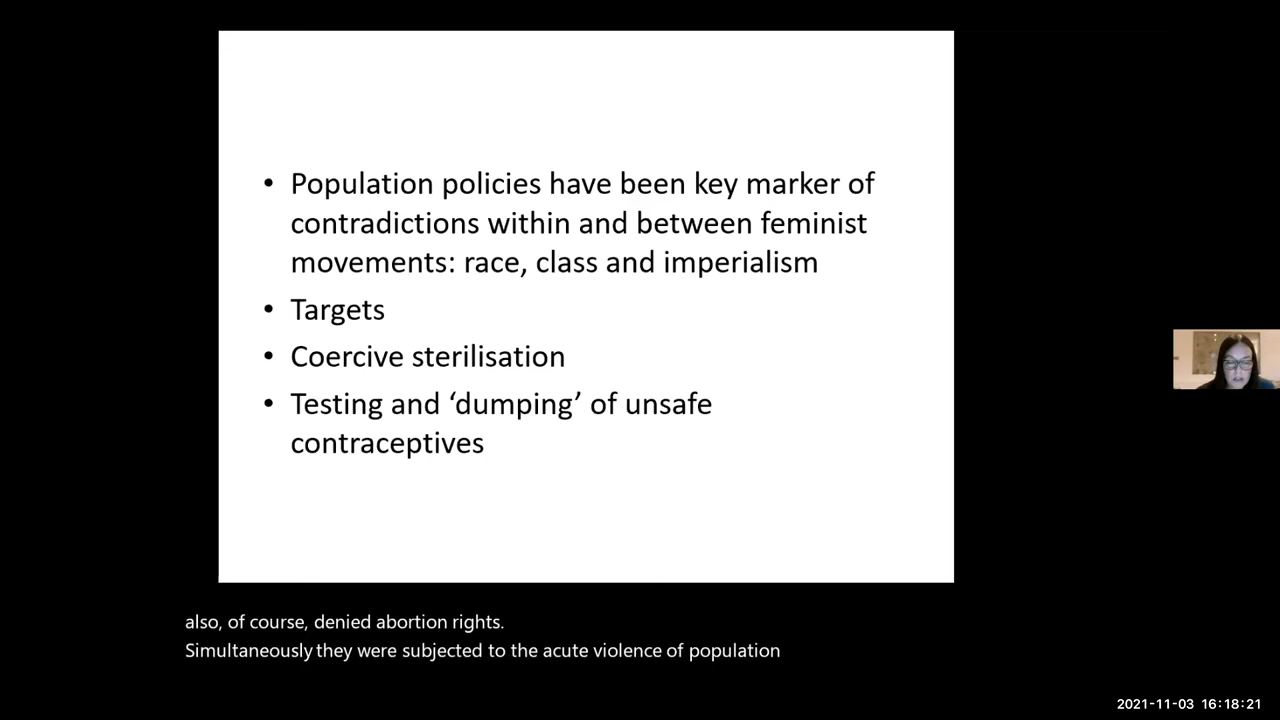 • Population policies have been key marker of
contradictions within and between feminist
movements: race, class and imperialism
• Targets
• Coercive sterilisation
• Testing and ‘dumping’ of unsafe
contraceptives
also, of course, denied abortion rights.
Simultaneously they were subjected to the acute violence of population
2021-11-03 16:18:21